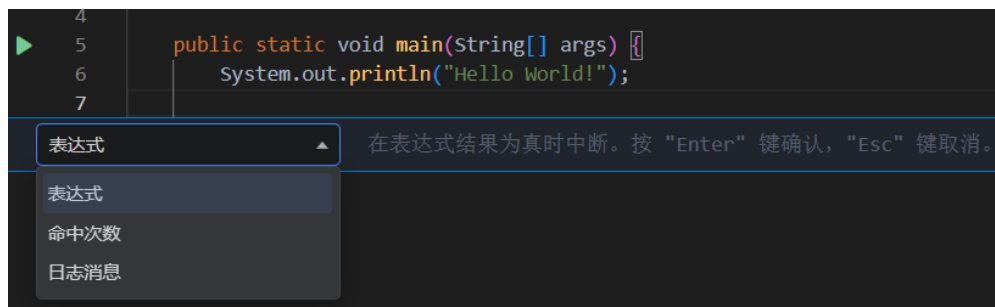 4
5 public static void main(String[] args) {
6 System.out.println("Hello World!");
7
表达式 在表达式结果为真时中断。按 "Enter" 键确认，"Esc" 键取消。
表达式
命中次数
日志消息